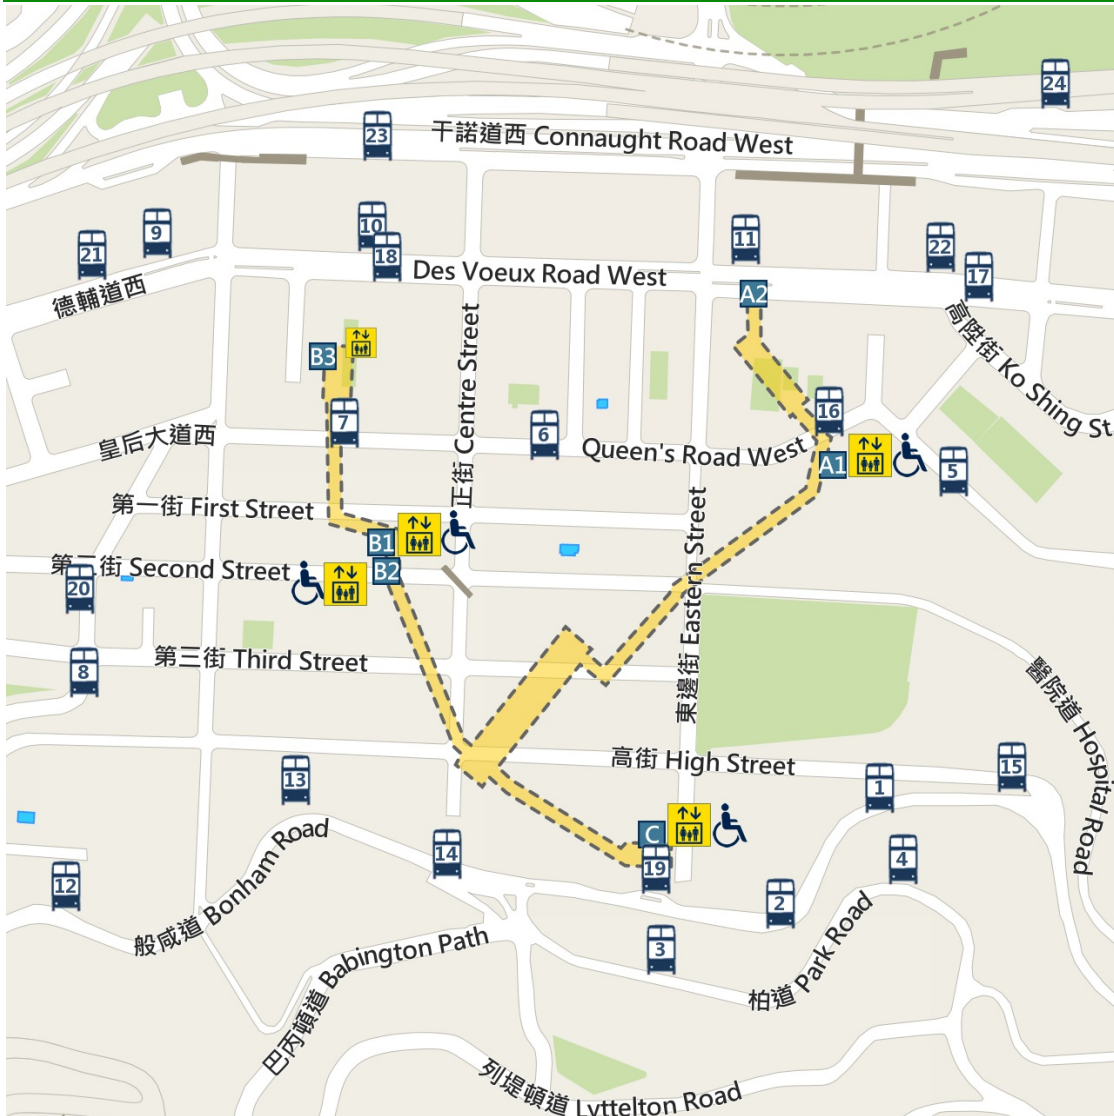 24
23
干諾道西 Connaught Road West
10
9
11
22
21
18
17
Des Voeux Road West
德輔道西
A2
高陞街 Ko Shing St.
正街 Centre Street
B3
7
16
6
皇后大道西
Queen's Road West
A1
5
第一街 First Street
東邊街 Eastern Street
B1
B2
第二街 Second Street
20
第三街 Third Street
8
醫院道 Hospital Road
高街 High Street
15
13
1
般咸道 Bonham Road
C
14
19
4
12
2
柏道 Park Road
3
巴丙頓道 Babington Path
列堤頓道 Lyttelton Road